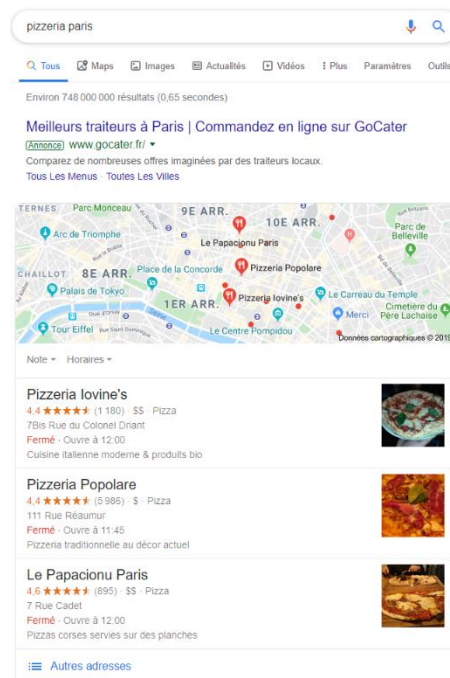 pizzeria paris
Tous Maps Images Actualités Vidéos Plus Paramètres Outils
Environ 748 000 000 résultats (0,65 secondes)
Meilleurs traiteurs à Paris | Commandez en ligne sur GoCater
Annonce www.gocater.fr/
Comparez de nombreuses offres imaginées par des traiteurs locaux.
Tous Les Menus · Toutes Les Villes
TERNES Parc Monceau
9E ARR.
10E ARR.
Arc de Triomphe
Le Papacionu Paris
Parc de Belleville
CHAILLOT 8E ARR. Place de la Concorde Pizzeria Popolare
Palais de Tokyo
1ER ARR. Pizzeria Iovine's Le Carreau du Temple
Merci
Cimetière du Père Lachaise
Tour Eiffel
Le Centre Pompidou
Données cartographiques © 2019
Note Horaires
Pizzeria Iovine's
4,4 (1 180) · $$ · Pizza
7Bis Rue du Colonel Driant
Fermé · Ouvre à 12:00
Cuisine italienne moderne & produits bio
Pizzeria Popolare
4,4 (5 986) · $ · Pizza
111 Rue Réaumur
Fermé · Ouvre à 11:45
Pizzeria traditionnelle au décor actuel
Le Papacionu Paris
4,6 (895) · $$ · Pizza
7 Rue Cadet
Fermé · Ouvre à 12:00
Pizzas corses servies sur des planches
Autres adresses